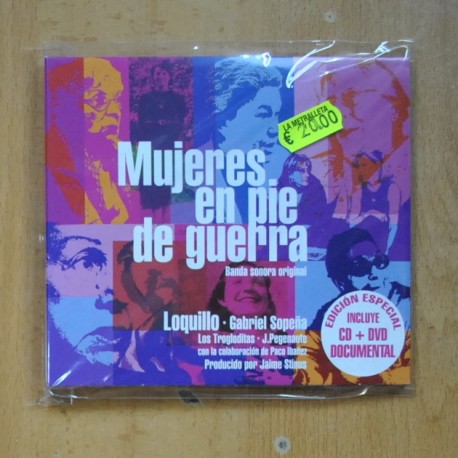 LA METRALLETA
€ 20.00
Mujeres
en pie
de guerra
Banda sonora original
Loquillo · Gabriel Sopeña
Los Trogloditas · J.Pegenaute
con la colaboración de Paco Ibañez
Producido por Jaime Stinus
EDICIÓN ESPECIAL
INCLUYE
CD + DVD
DOCUMENTAL